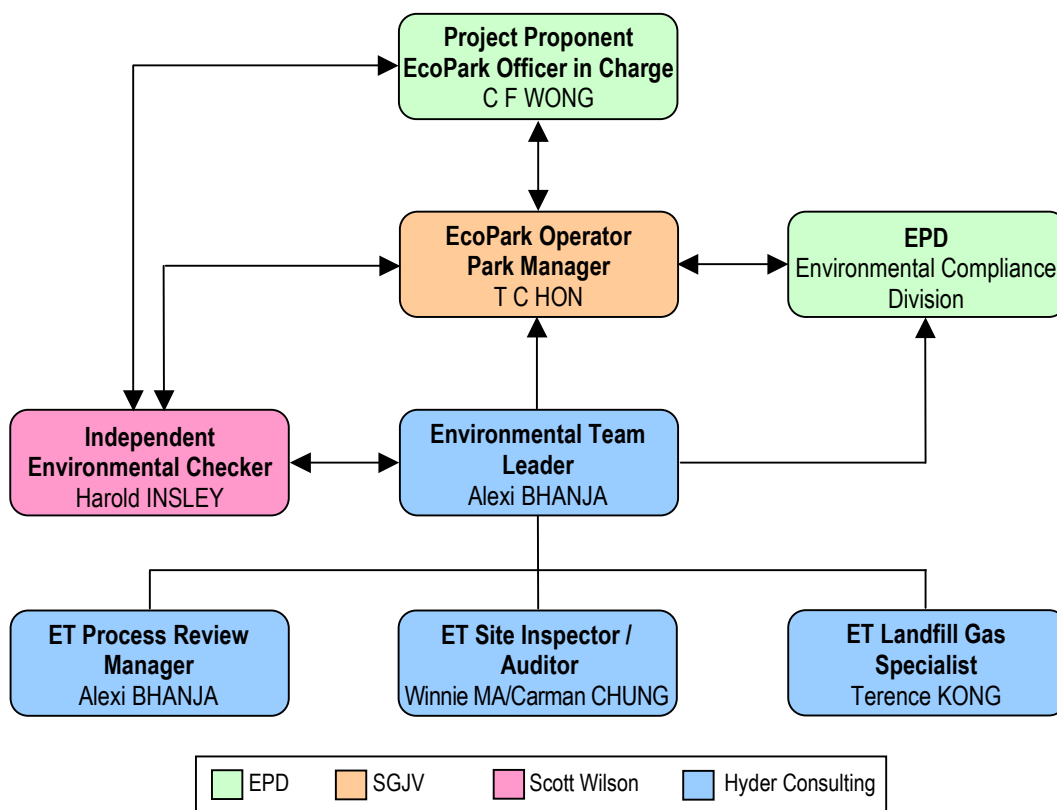 Project Proponent
EcoPark Officer in Charge
C F WONG
EcoPark Operator
Park Manager
T C HON
EPD
Environmental Compliance
Division
Independent
Environmental Checker
Harold INSLEY
Environmental Team
Leader
Alexi BHANJA
ET Process Review
Manager
Alexi BHANJA
ET Site Inspector /
Auditor
Winnie MA/Carman CHUNG
ET Landfill Gas
Specialist
Terence KONG
EPD SGJV Scott Wilson Hyder Consulting